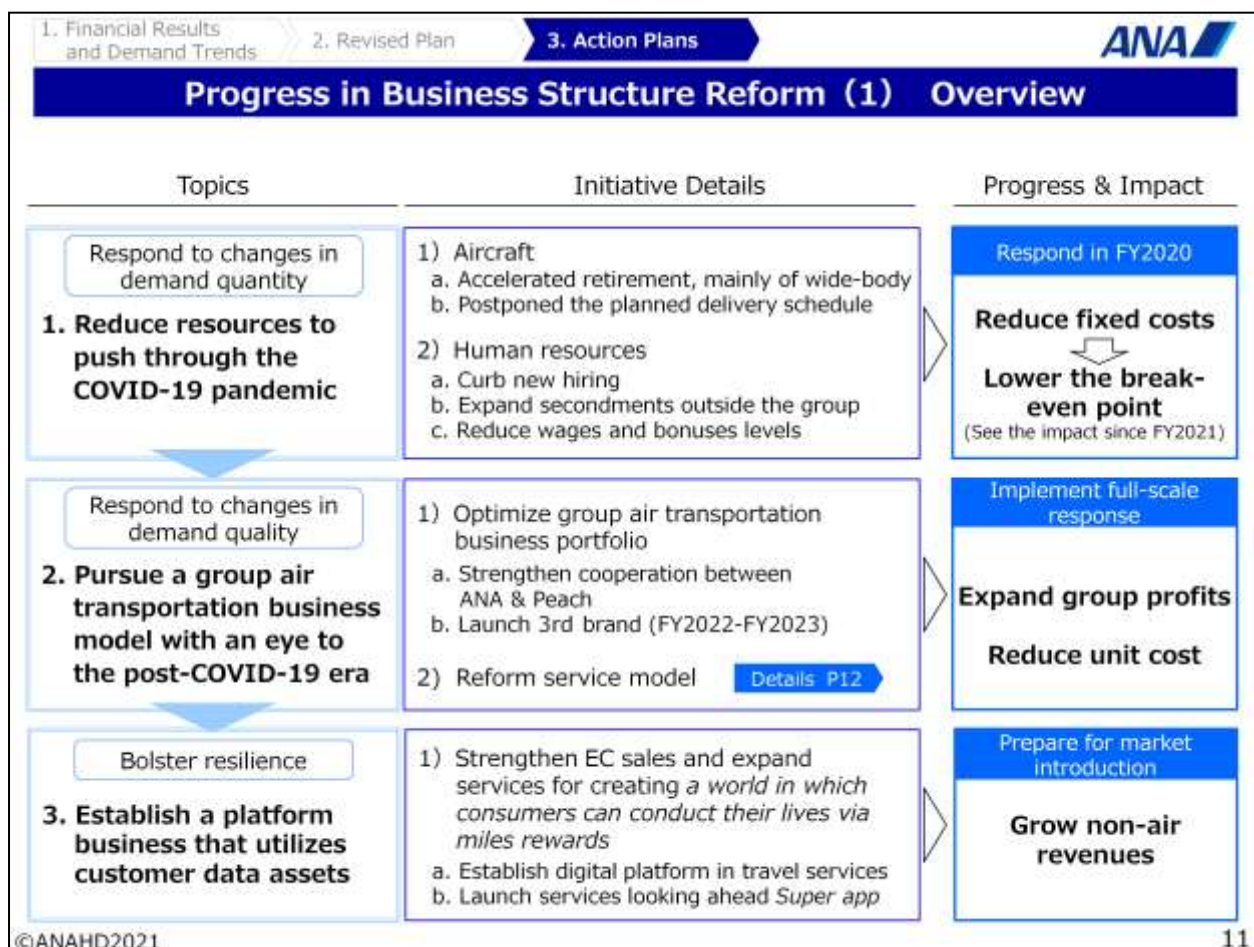 1. Financial Results
and Demand Trends
2. Revised Plan
3. Action Plans
ANA
Progress in Business Structure Reform（1） Overview
Topics
Initiative Details
Progress & Impact
Respond to changes in
demand quantity
1. Reduce resources to
push through the
COVID-19 pandemic
1）Aircraft
a. Accelerated retirement, mainly of wide-body
b. Postponed the planned delivery schedule
2）Human resources
a. Curb new hiring
b. Expand secondments outside the group
c. Reduce wages and bonuses levels
Respond in FY2020
Reduce fixed costs
Lower the break-
even point
(See the impact since FY2021)
Respond to changes in
demand quality
2. Pursue a group air
transportation business
model with an eye to
the post-COVID-19 era
1）Optimize group air transportation
business portfolio
a. Strengthen cooperation between
ANA & Peach
b. Launch 3rd brand (FY2022-FY2023)
2）Reform service model
Details P12
Implement full-scale
response
Expand group profits
Reduce unit cost
Bolster resilience
3. Establish a platform
business that utilizes
customer data assets
1）Strengthen EC sales and expand
services for creating a world in which
consumers can conduct their lives via
miles rewards
a. Establish digital platform in travel services
b. Launch services looking ahead Super app
Prepare for market
introduction
Grow non-air
revenues
©ANAHD2021
11